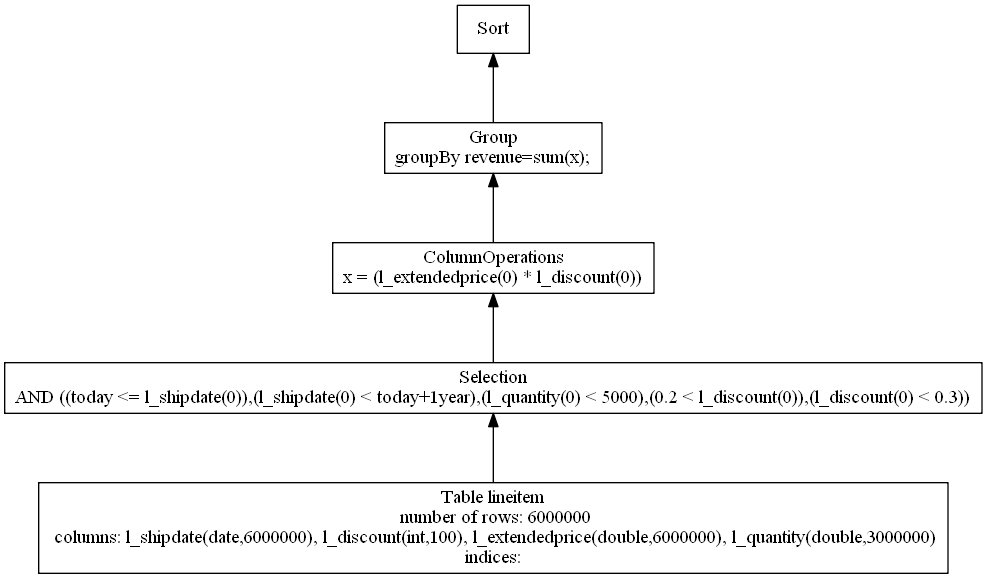 Sort
Group
groupBy revenue=sum(x);
ColumnOperations
x = (l_extendedprice(0) * l_discount(0))
Selection
AND ((today <= l_shipdate(0)),(l_shipdate(0) < today+1year),(l_quantity(0) < 5000),(0.2 < l_discount(0)),(l_discount(0) < 0.3))
Table lineitem
number of rows: 6000000
columns: l_shipdate(date,6000000), l_discount(int,100), l_extendedprice(double,6000000), l_quantity(double,3000000)
indices: